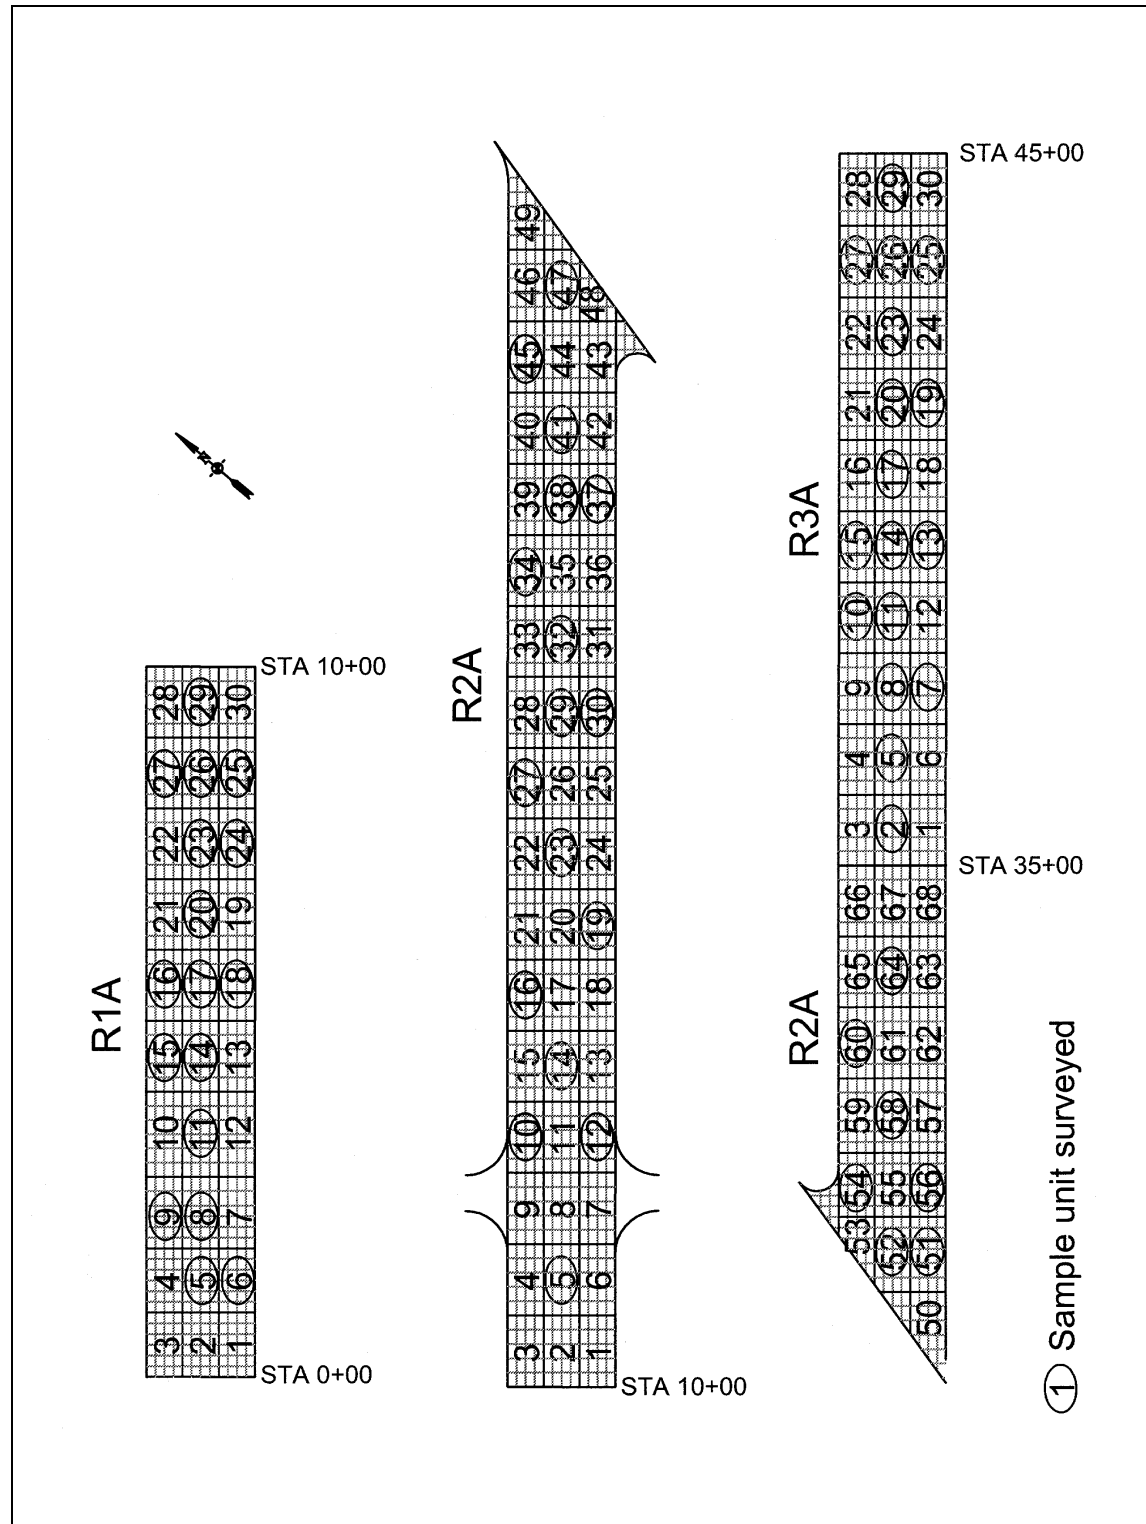 R1A
3 4 9 10 15 16 21 22 27 28
2 5 8 11 14 17 20 23 26 29
1 6 7 12 13 18 19 24 25 30
STA 0+00
STA 10+00
N
R2A
3 4 9 10 15 16 21 22 27 28 33 34 39 40 45 46 49
2 5 8 11 14 17 20 23 26 29 32 35 38 41 44 47
1 6 7 12 13 18 19 24 25 30 31 36 37 42 43 48
STA 10+00
R2A
R3A
53 54 59 60 65 66 3 4 9 10 15 16 21 22 27 28
52 55 58 61 64 67 2 5 8 11 14 17 20 23 26 29
50 51 56 57 62 63 68 1 6 7 12 13 18 19 24 25 30
STA 35+00
STA 45+00
1 Sample unit surveyed